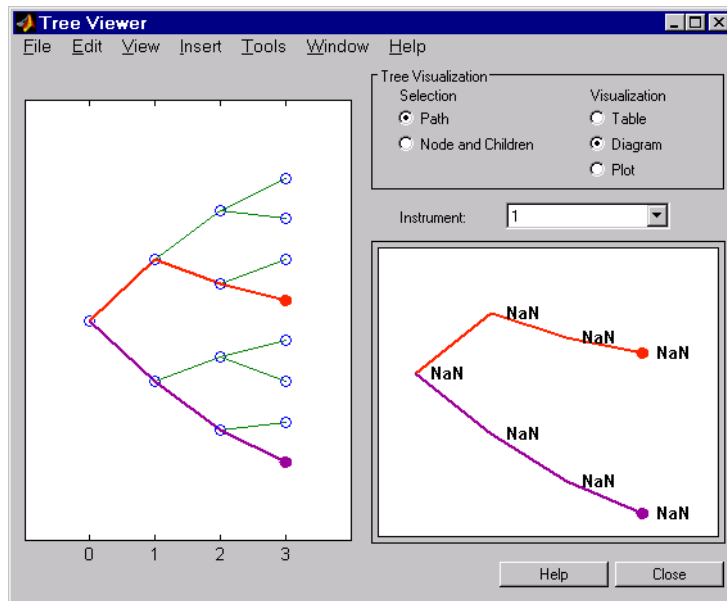 Tree Viewer
File Edit View Insert Tools Window Help
Tree Visualization
Selection
Path
Node and Children
Visualization
Table
Diagram
Plot
Instrument: 1
NaN
NaN
NaN
NaN
NaN
NaN
NaN
0 1 2 3
Help Close